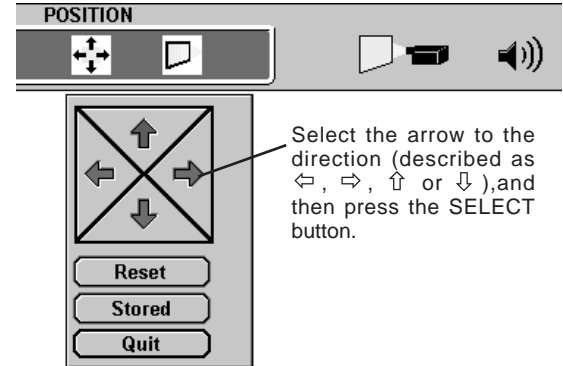 POSITION
Select the arrow to the
direction (described as
⇦ , ⇨ , ⇧ or ⇩ ),and
then press the SELECT
button.
Reset
Stored
Quit